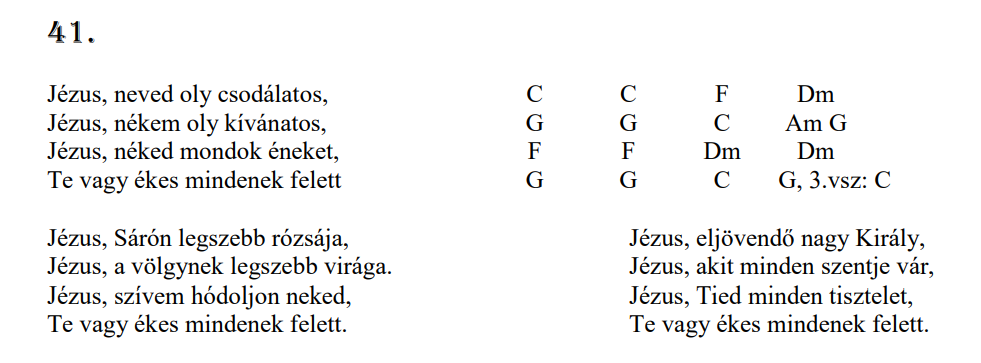 41.
Jézus, neved oly csodálatos, C C F Dm
Jézus, nékem oly kívánatos, G G C Am G
Jézus, néked mondok éneket, F F Dm Dm
Te vagy ékes mindenek felett G G C G, 3.vsz: C
Jézus, Sárón legszebb rózsája,
Jézus, a völgynek legszebb virága.
Jézus, szívem hódoljon neked,
Te vagy ékes mindenek felett.
Jézus, eljövendő nagy Király,
Jézus, akit minden szentje vár,
Jézus, Tied minden tisztelet,
Te vagy ékes mindenek felett.